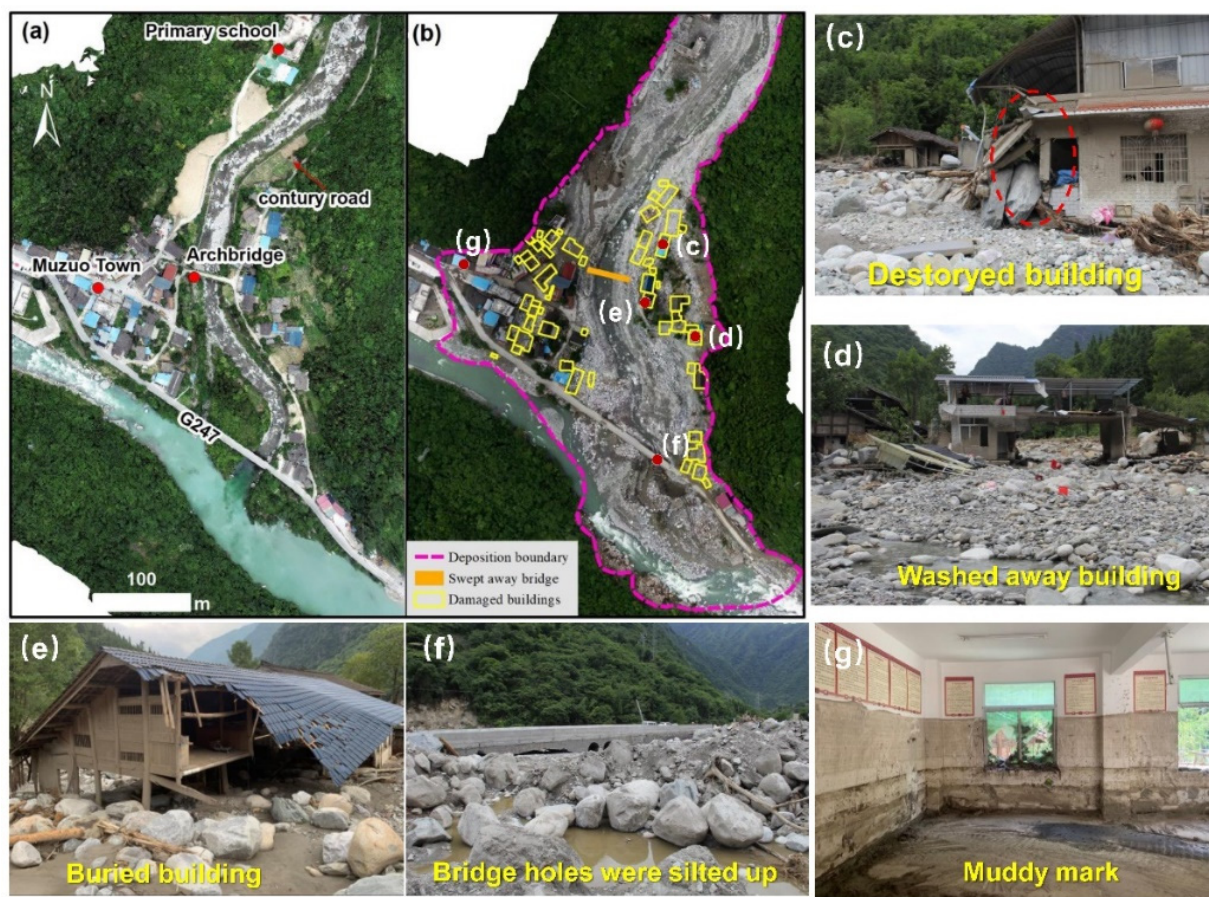 (a)
Primary school
N
contury road
Archbridge
Muzuo Town
G247
100
m
(b)
(g)
(c)
(e)
(d)
(f)
Deposition boundary
Swept away bridge
Damaged buildings
(c)
Destoryed building
(d)
Washed away building
(e)
Buried building
(f)
Bridge holes were silted up
(g)
Muddy mark